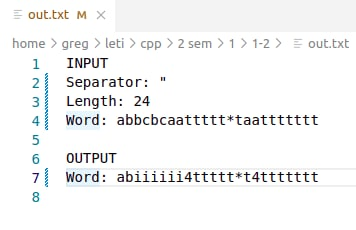 out.txt
home > greg > leti > cpp > 2 sem > 1 > 1-2 > out.txt
1 INPUT
2 Separator: "
3 Length: 24
4 Word: abbcbcaattttt*taattttttt
5
6 OUTPUT
7 Word: abiiiiii4ttttt*t4ttttttt
8